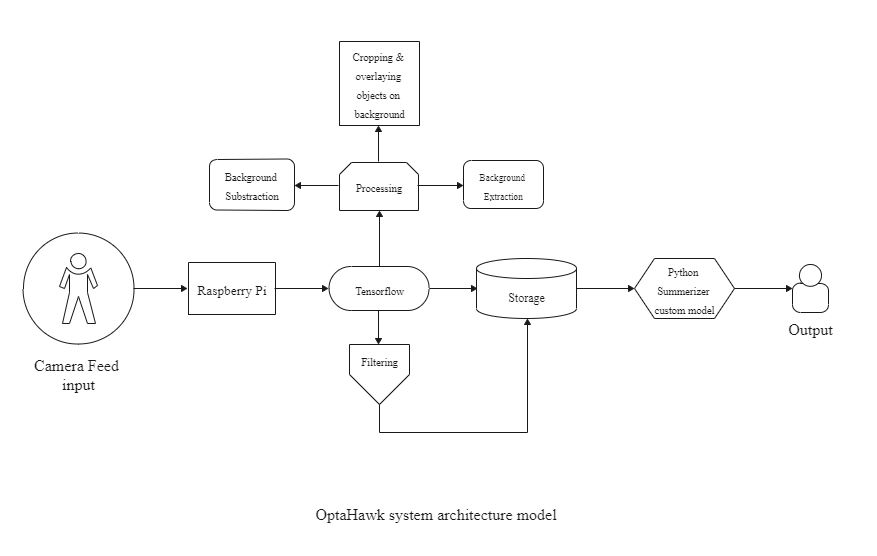 Cropping &
overlaying
objects on
background
Background
Substraction
Processing
Background
Extraction
Raspberry Pi
Tensorflow
Storage
Python
Summerizer
custom model
Output
Camera Feed
input
Filtering
OptaHawk system architecture model